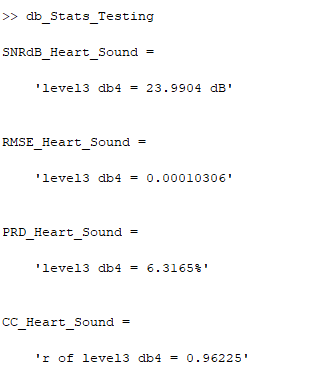 >> db_Stats_Testing
SNRdB_Heart_Sound =
'level3 db4 = 23.9904 dB'
RMSE_Heart_Sound =
'level3 db4 = 0.00010306'
PRD_Heart_Sound =
'level3 db4 = 6.3165%'
CC_Heart_Sound =
'r of level3 db4 = 0.96225'